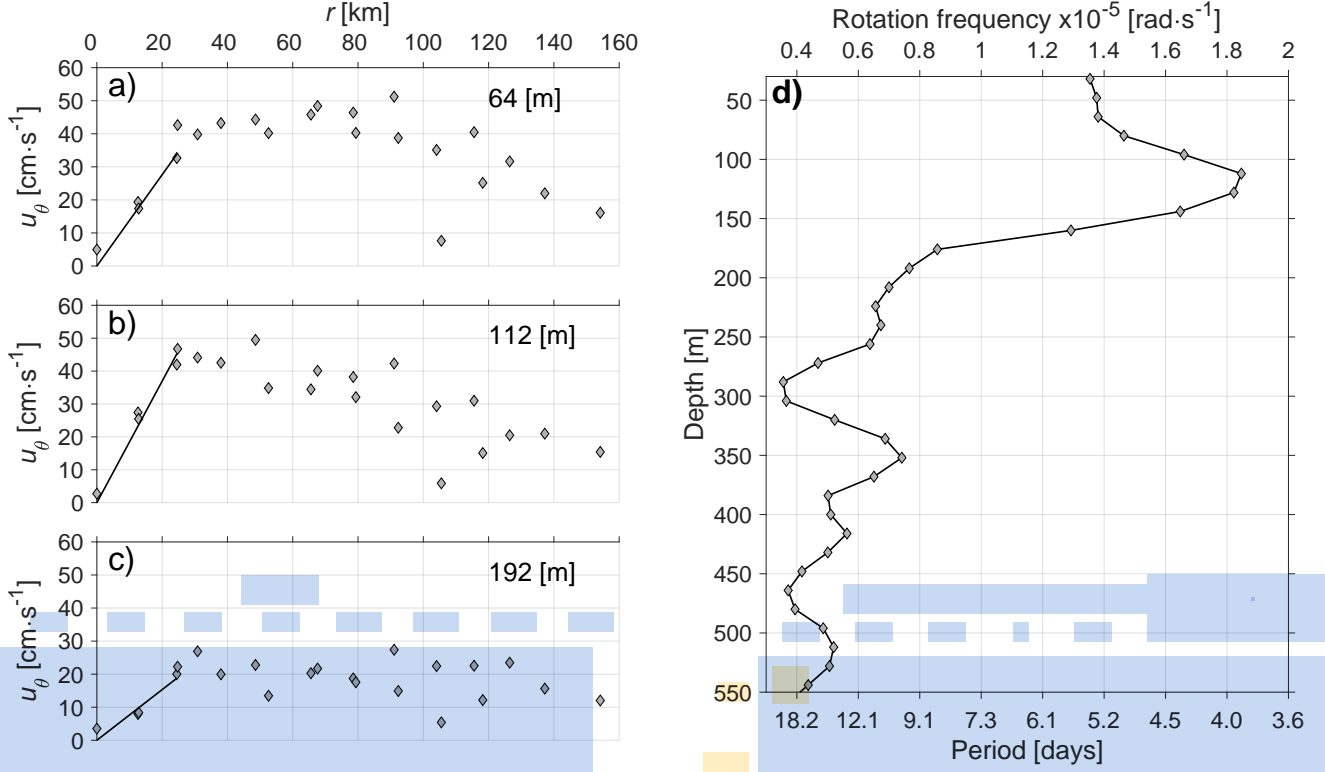 r [km]
0 20 40 60 80 100 120 140 160
60
50
40
30
20
10
0
u_θ [cm·s⁻¹]
a)
64 [m]
60
50
40
30
20
10
0
u_θ [cm·s⁻¹]
b)
112 [m]
60
50
40
30
20
10
0
u_θ [cm·s⁻¹]
c)
192 [m]
Rotation frequency x10⁻⁵ [rad·s⁻¹]
0.4 0.6 0.8 1 1.2 1.4 1.6 1.8 2
d)
50
100
150
200
250
300
350
400
450
500
550
Depth [m]
18.2 12.1 9.1 7.3 6.1 5.2 4.5 4.0 3.6
Period [days]